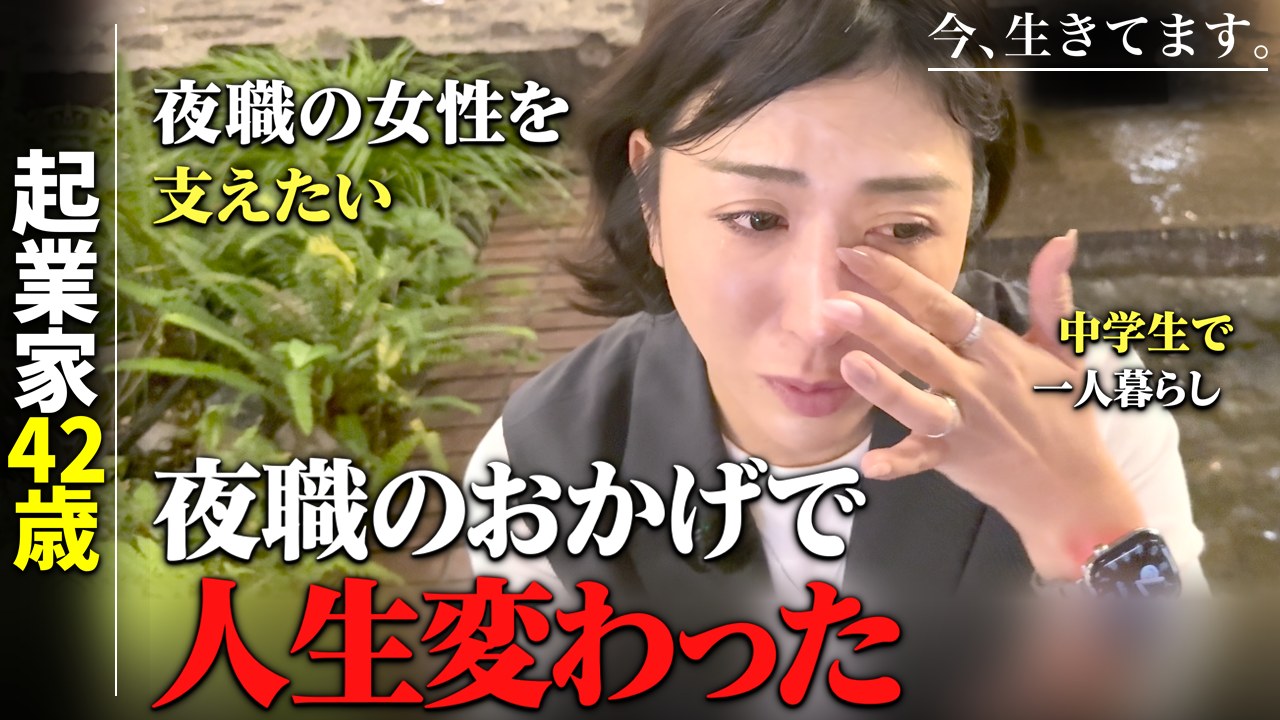 今、生きてます。
夜職の女性を
支えたい
起業家42歳
中学生で
一人暮らし
夜職のおかげで
人生変わった